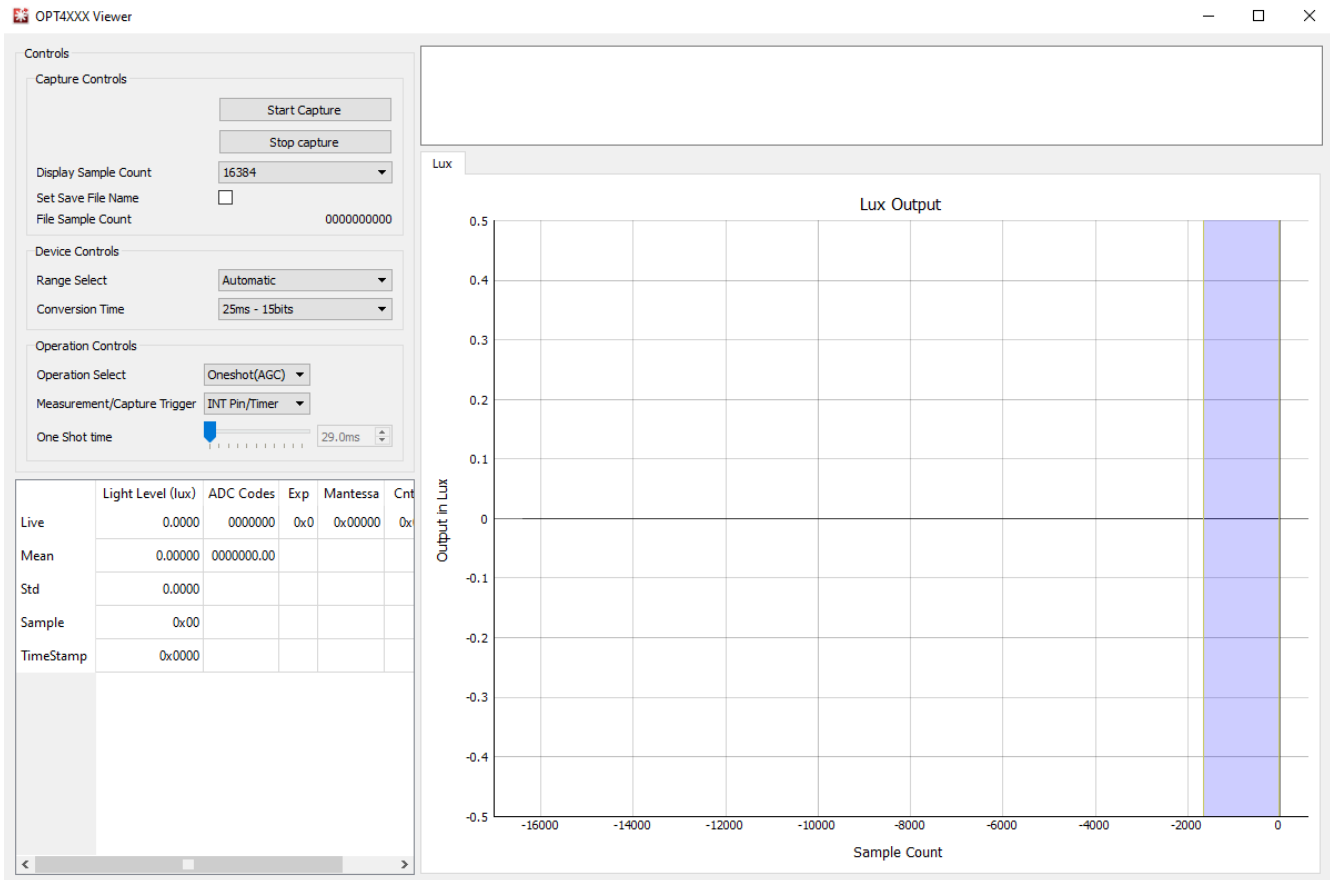 OPT4XXX Viewer
Controls
Capture Controls
Start Capture
Stop capture
Display Sample Count 16384
Set Save File Name
File Sample Count 0000000000
Device Controls
Range Select Automatic
Conversion Time 25ms - 15bits
Operation Controls
Operation Select Oneshot(AGC)
Measurement/Capture Trigger INT Pin/Timer
One Shot time 29.0ms
Light Level (lux) ADC Codes Exp Mantessa Cnt
Live 0.0000 0000000 0x0 0x00000 0x
Mean 0.00000 0000000.00
Std 0.0000
Sample 0x00
TimeStamp 0x0000
Lux
Lux Output
Output in Lux
0.5
0.4
0.3
0.2
0.1
0
-0.1
-0.2
-0.3
-0.4
-0.5
-16000 -14000 -12000 -10000 -8000 -6000 -4000 -2000 0
Sample Count